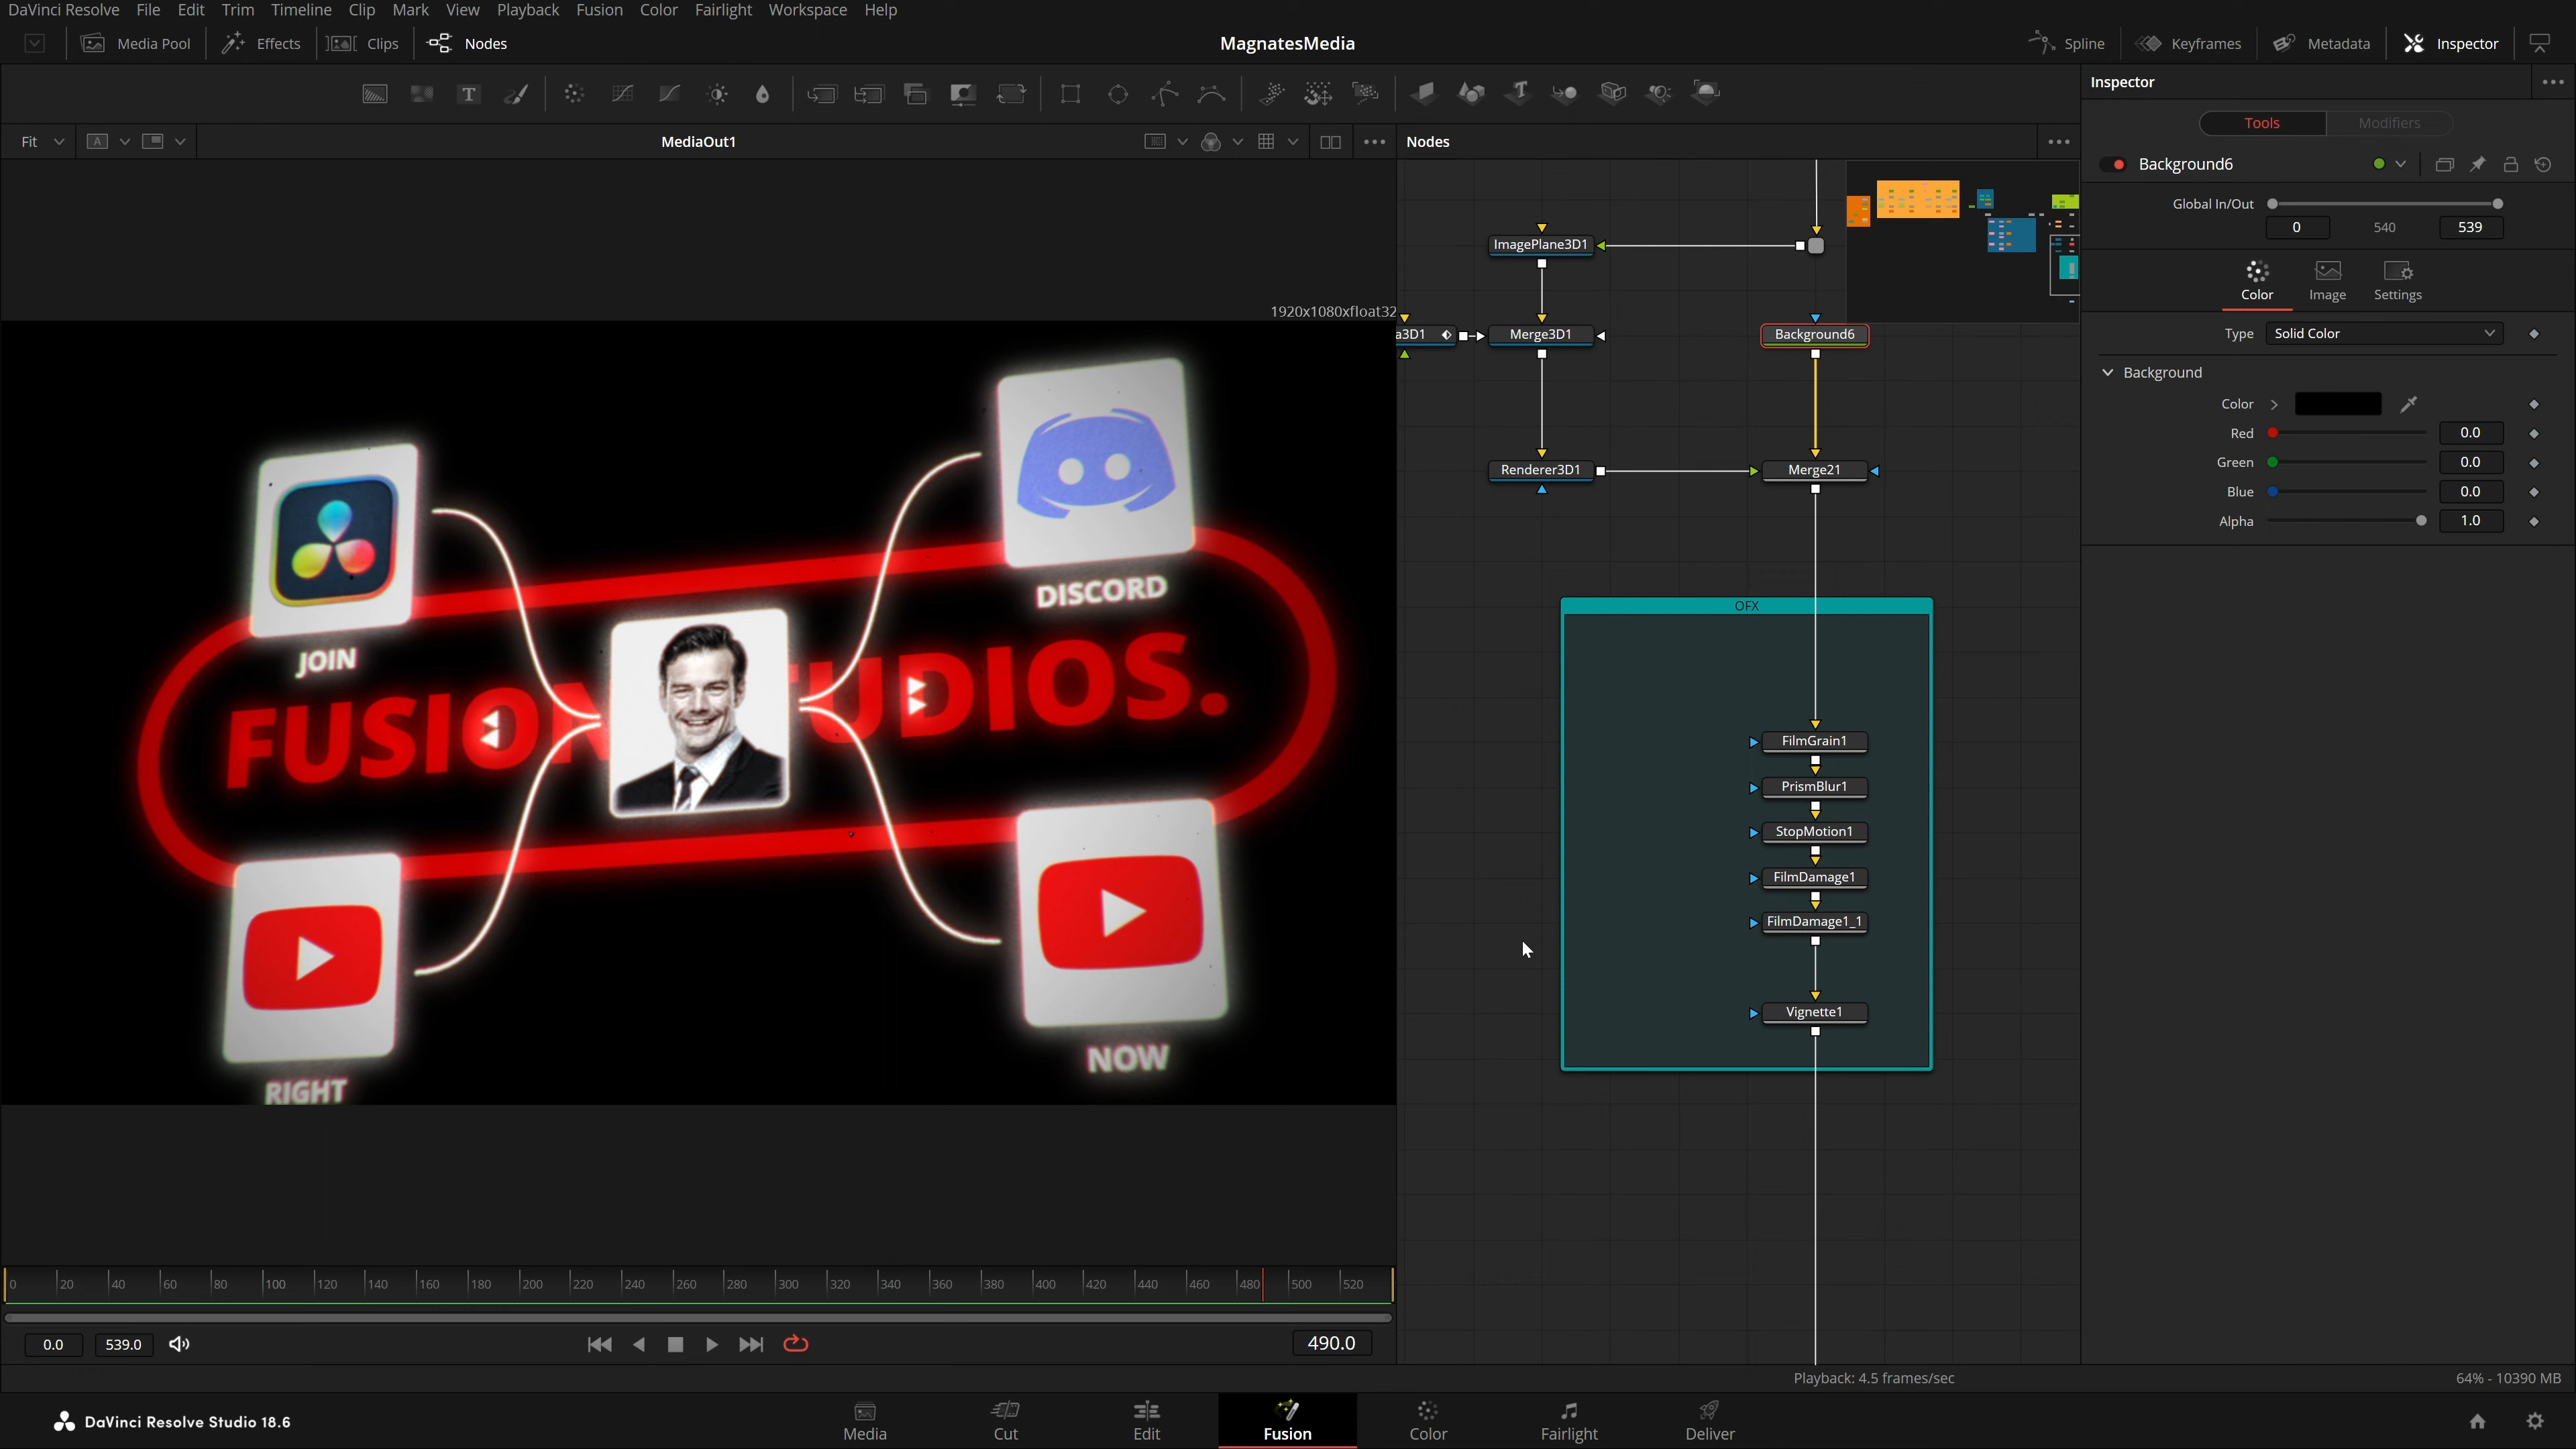 DaVinci Resolve File Edit Trim Timeline Clip Mark View Playback Fusion Color Fairlight Workspace Help
Media Pool Effects Clips Nodes MagnatesMedia Spline Keyframes Metadata Inspector
Inspector
Tools Modifiers
Fit A MediaOut1 Nodes
Background6
Global In/Out
0 540 539
Color Image Settings
Type Solid Color
Background
Color
Red 0.0
Green 0.0
Blue 0.0
Alpha 1.0
1920x1080xfloat32
ImagePlane3D1
a3D1 Merge3D1 Background6
Renderer3D1 Merge21
OFX
FilmGrain1
PrismBlur1
StopMotion1
FilmDamage1
FilmDamage1_1
Vignette1
DISCORD
JOIN
FUSION STUDIOS.
NOW
RIGHT
0 20 40 60 80 100 120 140 160 180 200 220 240 260 280 300 320 340 360 380 400 420 440 460 480 500 520
0.0 539.0 490.0
Playback: 4.5 frames/sec 64% - 10390 MB
DaVinci Resolve Studio 18.6
Media Cut Edit Fusion Color Fairlight Deliver